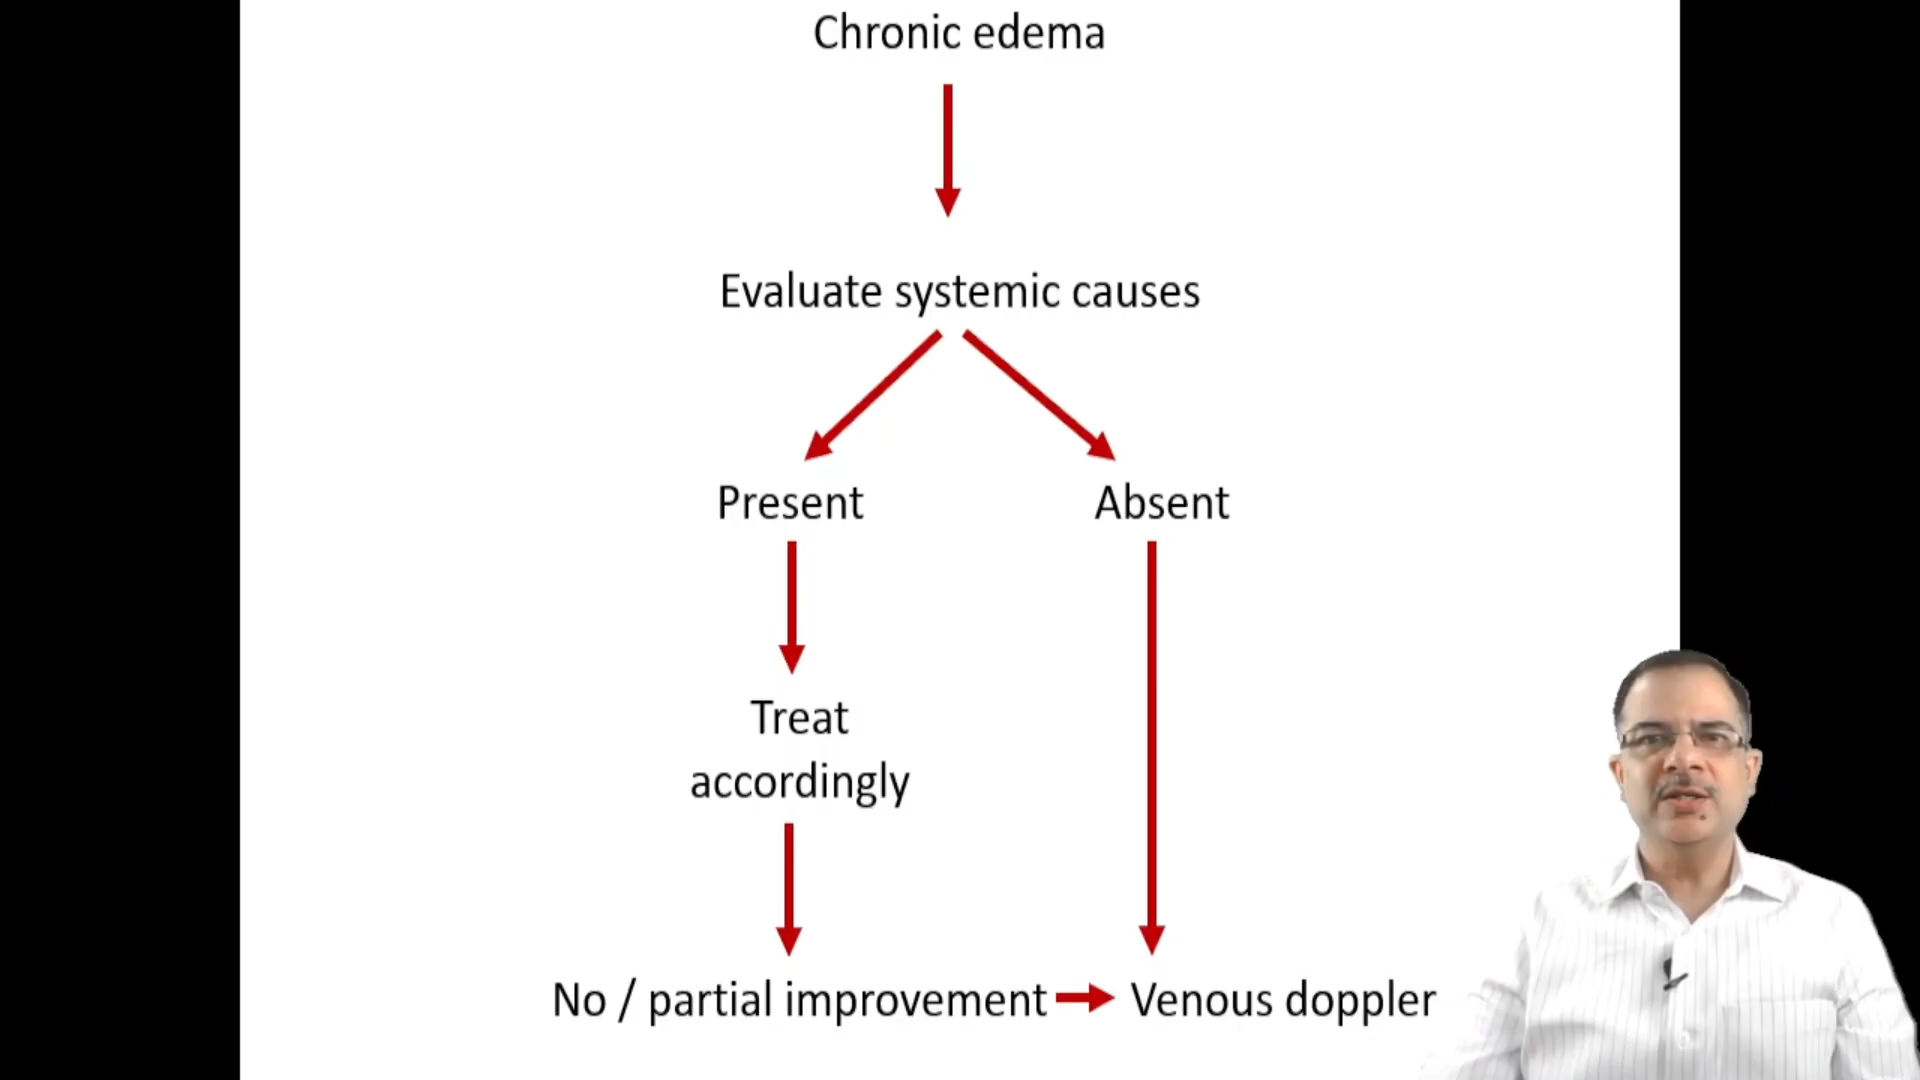 Chronic edema
Evaluate systemic causes
Present
Absent
Treat
accordingly
No / partial improvement
Venous doppler